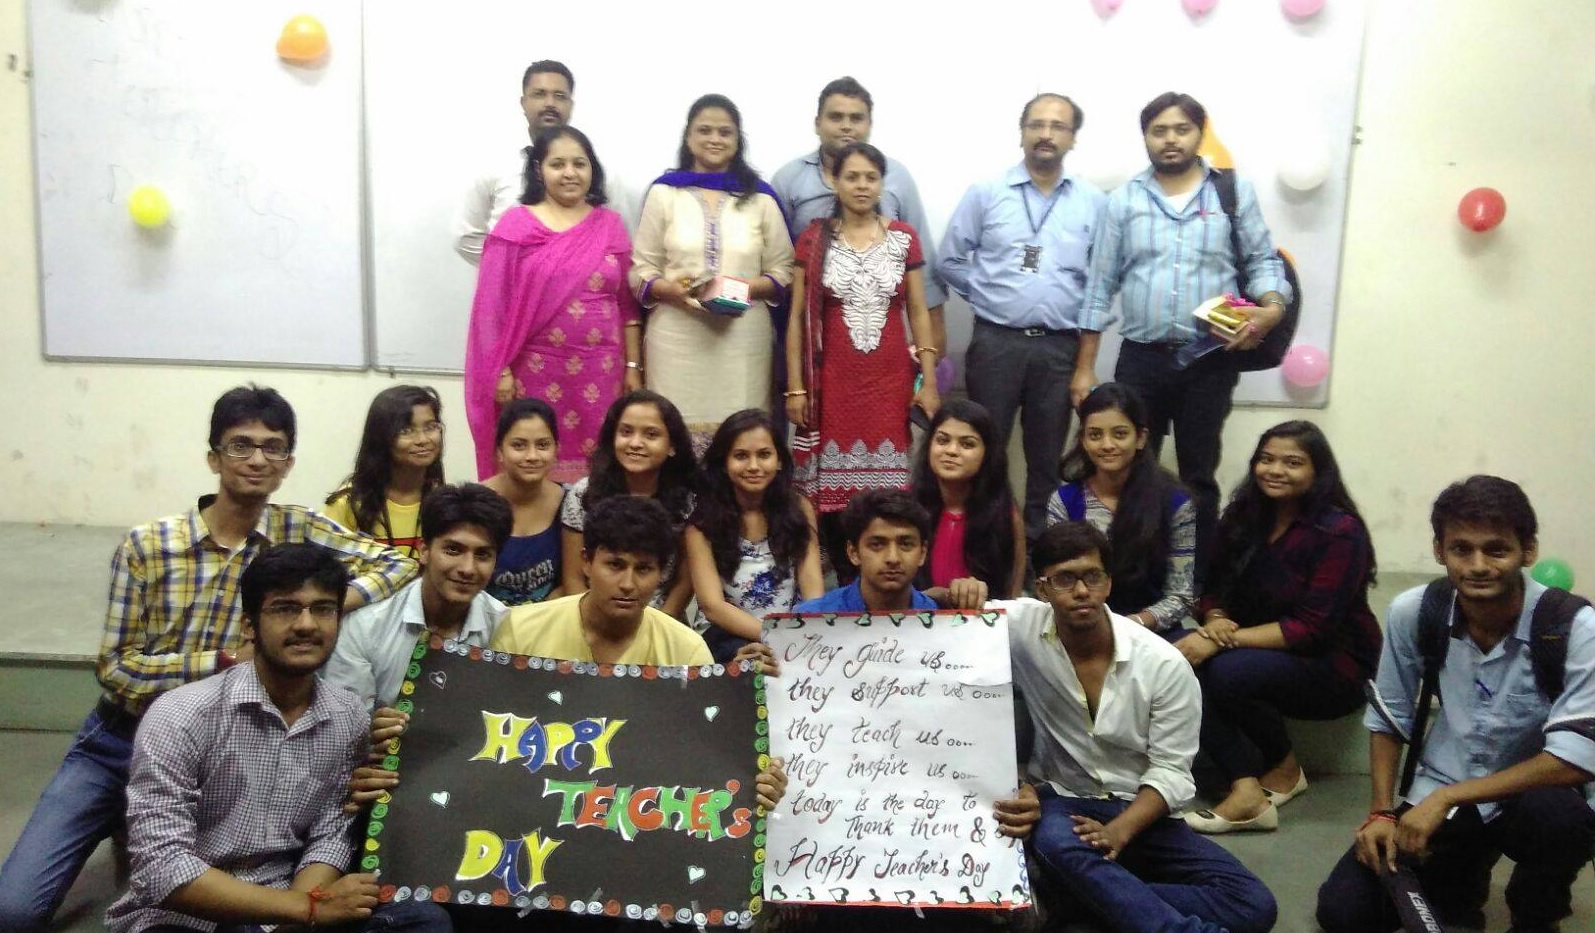 HAPPY
TEACHER'S
DAY
They guide us....
they support us ....
they teach us ....
they inspire us ....
today is the day to
Thank them &
Happy Teacher's Day
QUEEN